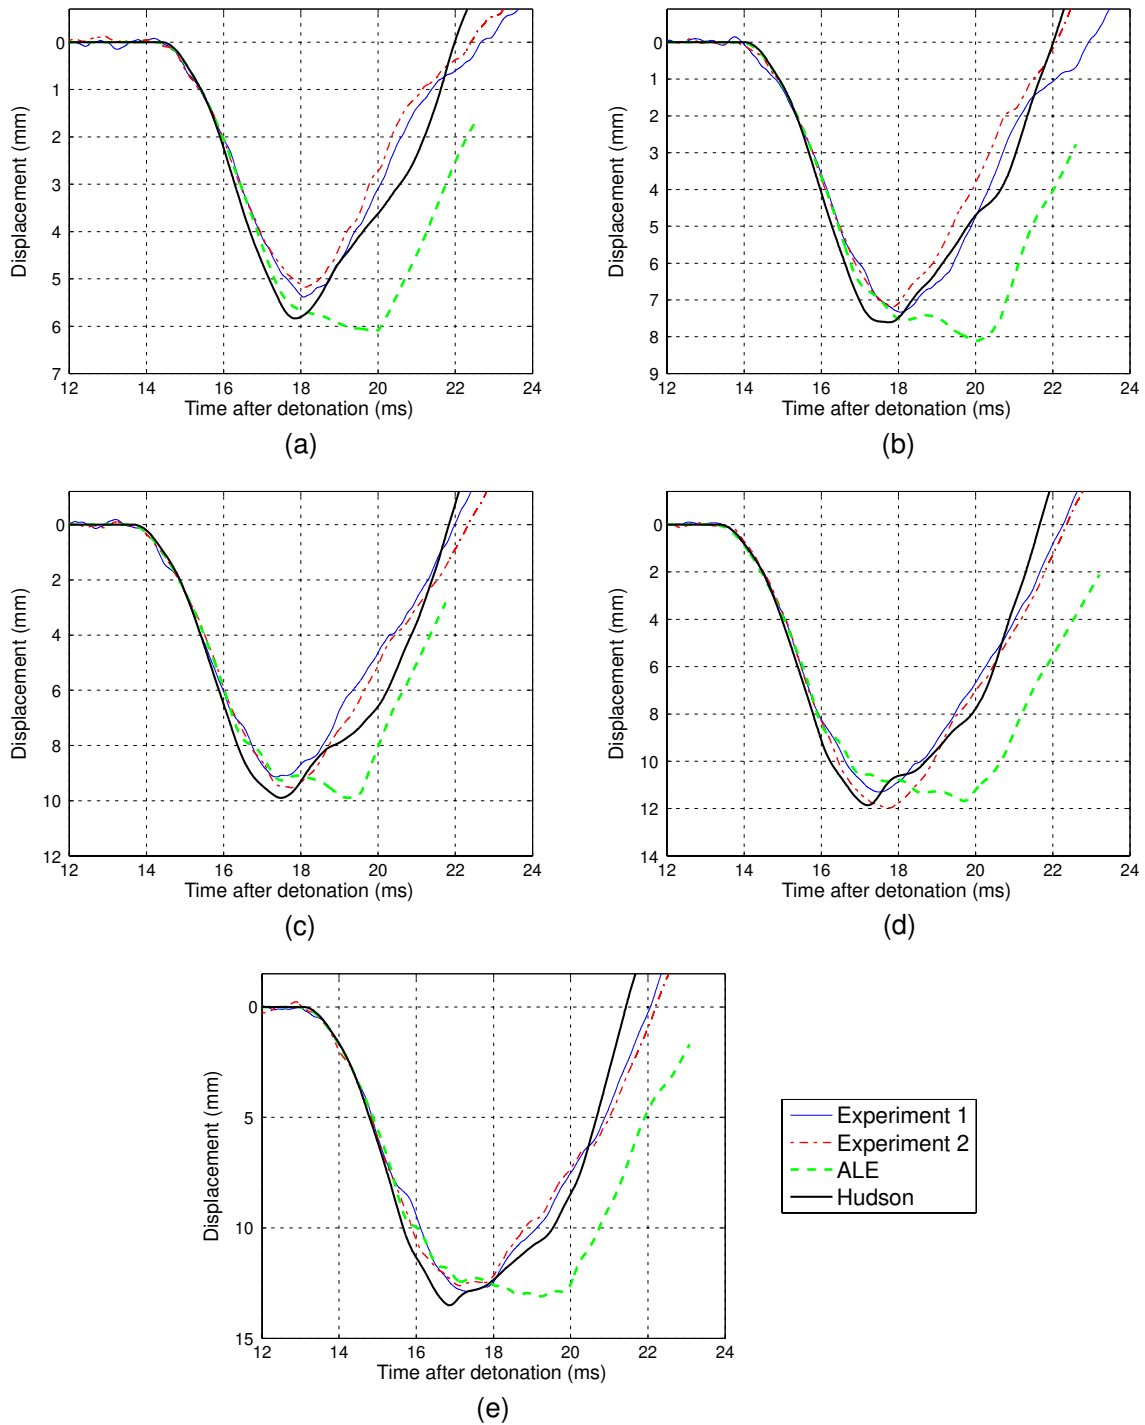 0
1
2
3
4
5
6
7
12 14 16 18 20 22 24
Displacement (mm)
Time after detonation (ms)
(a)
0
1
2
3
4
5
6
7
8
9
12 14 16 18 20 22 24
Displacement (mm)
Time after detonation (ms)
(b)
0
2
4
6
8
10
12
12 14 16 18 20 22 24
Displacement (mm)
Time after detonation (ms)
(c)
0
2
4
6
8
10
12
14
12 14 16 18 20 22 24
Displacement (mm)
Time after detonation (ms)
(d)
0
5
10
15
12 14 16 18 20 22 24
Displacement (mm)
Time after detonation (ms)
(e)
Experiment 1
Experiment 2
ALE
Hudson